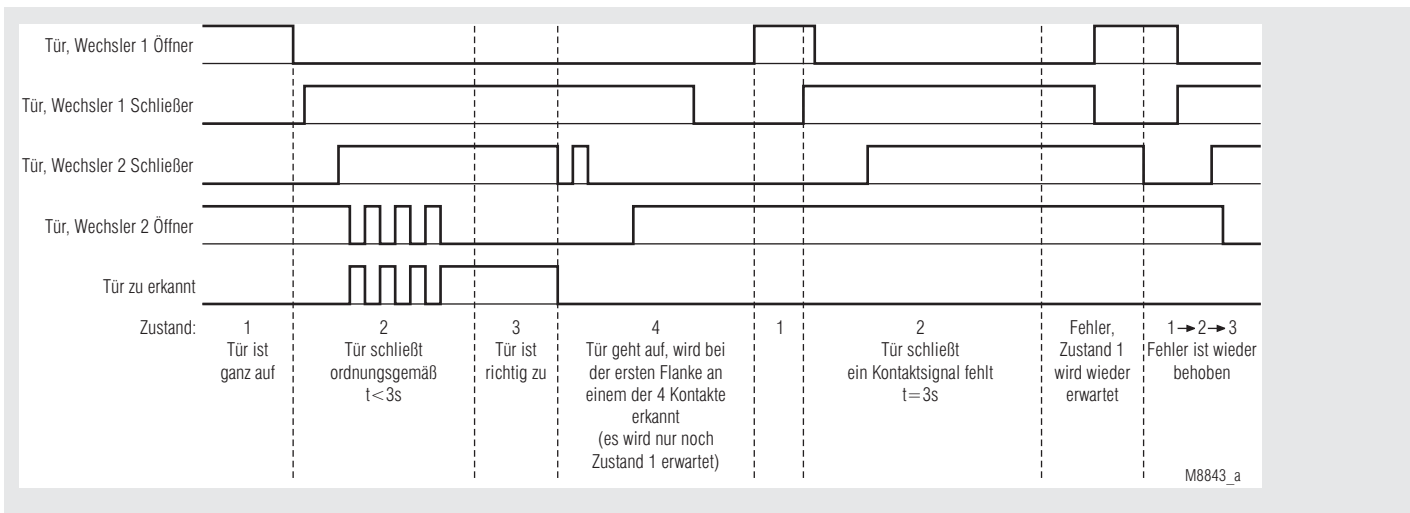 Tür, Wechsler 1 Öffner
Tür, Wechsler 1 Schließer
Tür, Wechsler 2 Schließer
Tür, Wechsler 2 Öffner
Tür zu erkannt
Zustand:
1
Tür ist
ganz auf
2
Tür schließt
ordnungsgemäß
t<3s
3
Tür ist
richtig zu
4
Tür geht auf, wird bei
der ersten Flanke an
einem der 4 Kontakte
erkannt
(es wird nur noch
Zustand 1 erwartet)
1
2
Tür schließt
ein Kontaktsignal fehlt
t=3s
Fehler,
Zustand 1
wird wieder
erwartet
1→2→3
Fehler ist wieder
behoben
M8843_a